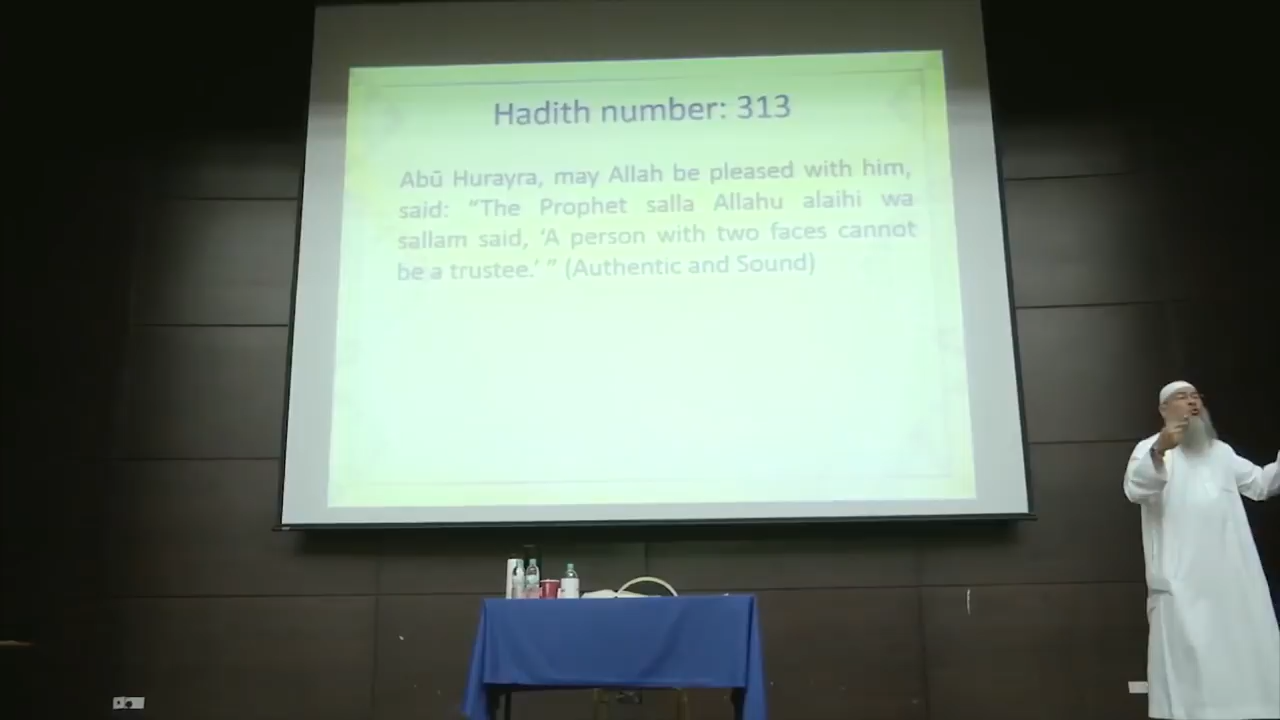 Hadith number: 313
Abū Hurayra, may Allah be pleased with him,
said: “The Prophet salla Allahu alaihi wa
sallam said, ‘A person with two faces cannot
be a trustee.’ ” (Authentic and Sound)